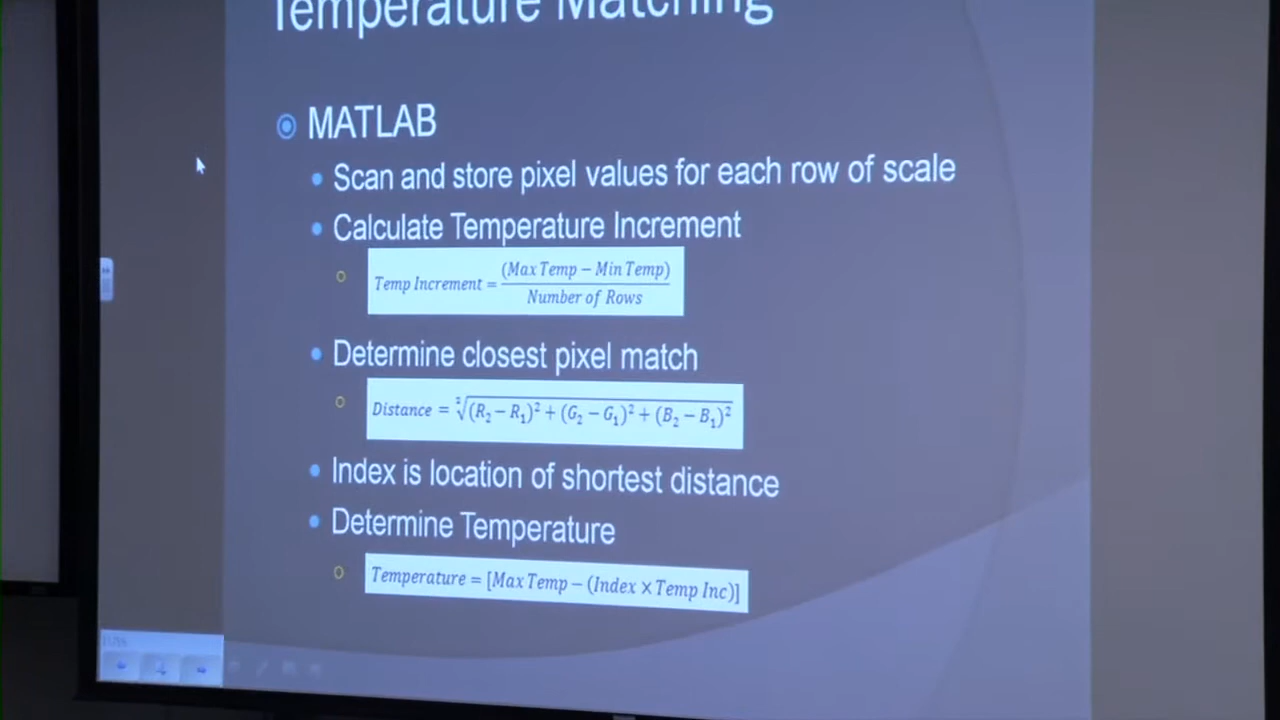 Temperature Matching
MATLAB
Scan and store pixel values for each row of scale
Calculate Temperature Increment
Temp Increment = (Max Temp − Min Temp) / Number of Rows
Determine closest pixel match
Distance = ²√(R₂ − R₁)² + (G₂ − G₁)² + (B₂ − B₁)²
Index is location of shortest distance
Determine Temperature
Temperature = [Max Temp − (Index × Temp Inc)]